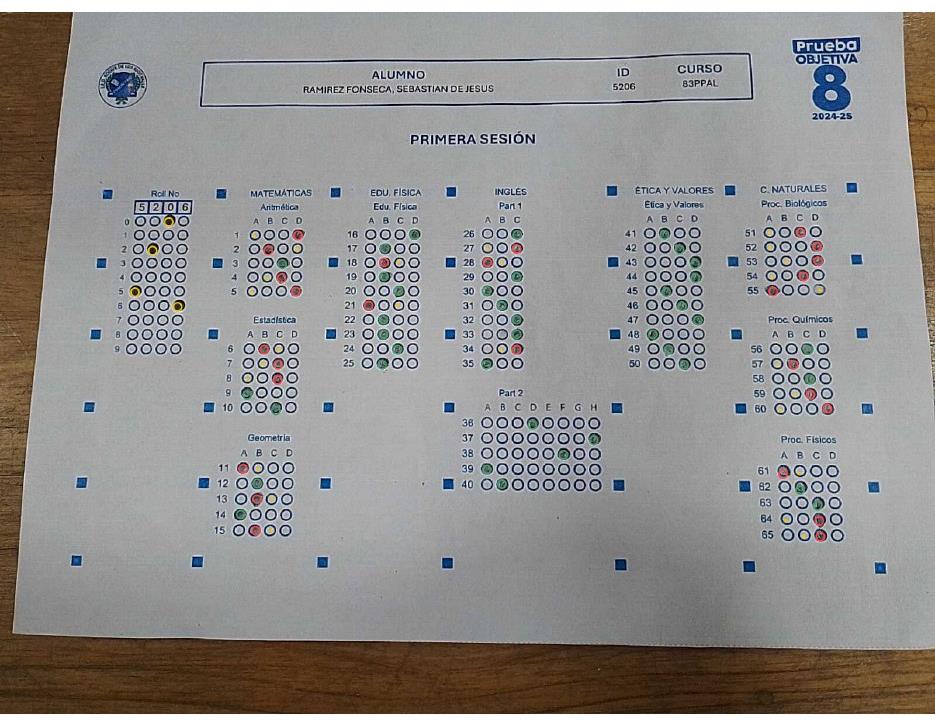 Prueba
OBJETIVA
8
2024-25
ALUMNO
RAMIREZ FONSECA, SEBASTIAN DE JESUS
ID
5206
CURSO
83PPAL
PRIMERA SESIÓN
Roll No
5 2 0 6
0
1
2
3
4
5
6
7
8
9
MATEMÁTICAS
Aritmética
A B C D
1
2
3
4
5
Estadística
A B C D
6
7
8
9
10
Geometría
A B C D
11
12
13
14
15
EDU. FÍSICA
Edu. Física
A B C D
16
17
18
19
20
21
22
23
24
25
INGLÉS
Part 1
A B C
26
27
28
29
30
31
32
33
34
35
Part 2
A B C D E F G H
36
37
38
39
40
ÉTICA Y VALORES
Ética y Valores
A B C D
41
42
43
44
45
46
47
48
49
50
C. NATURALES
Proc. Biológicos
A B C D
51
52
53
54
55
Proc. Químicos
A B C D
56
57
58
59
60
Proc. Físicos
A B C D
61
62
63
64
65